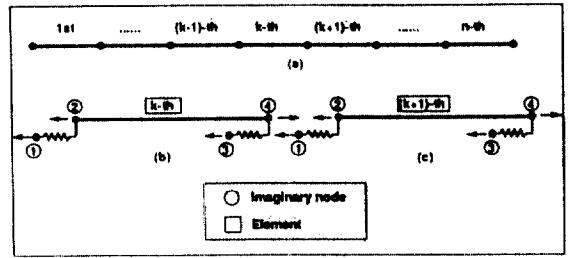 1st ...... (k-1)-th k-th (k+1)-th ...... n-th
(a)
② k-th ④ ② (k+1)-th ④
① ③ ① ③
(b) (c)
Imaginary node
Element